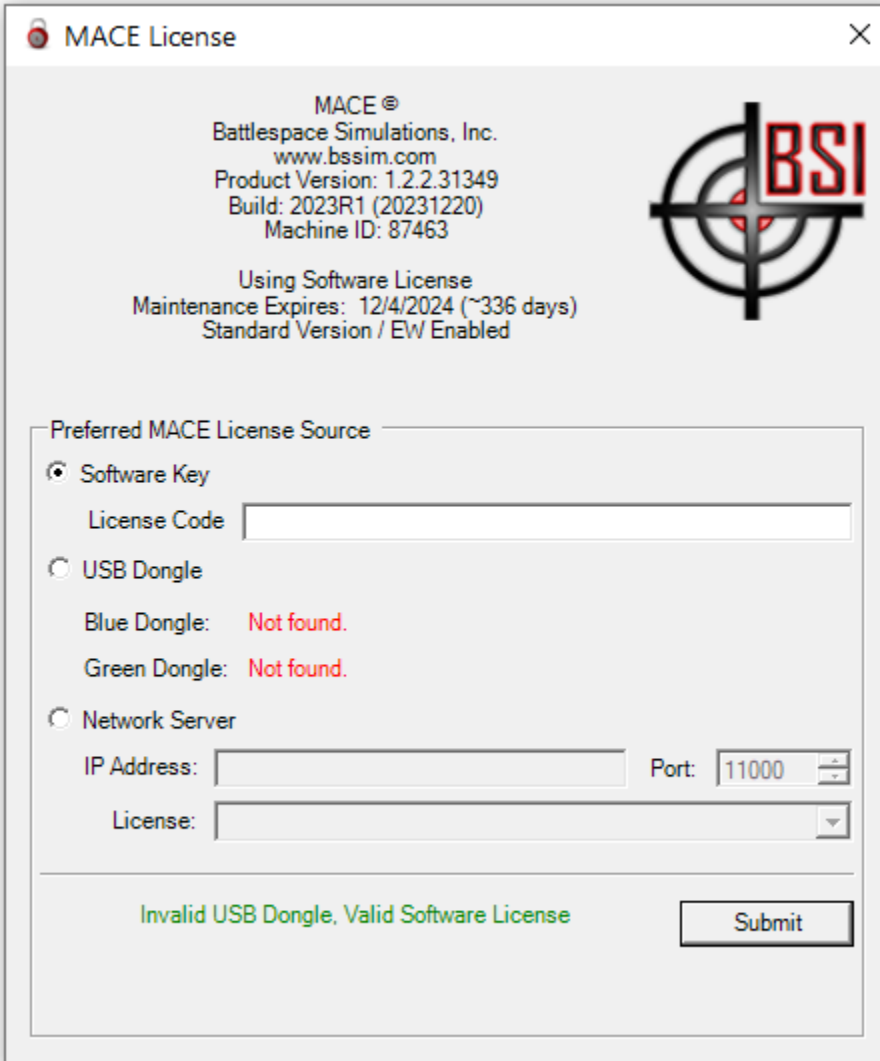 MACE License
MACE ©
Battlespace Simulations, Inc.
www.bssim.com
Product Version: 1.2.2.31349
Build: 2023R1 (20231220)
Machine ID: 87463
BSI
Using Software License
Maintenance Expires:  12/4/2024 (~336 days)
Standard Version / EW Enabled
Preferred MACE License Source
Software Key
License Code
USB Dongle
Blue Dongle: Not found.
Green Dongle: Not found.
Network Server
IP Address: Port: 11000
License:
Invalid USB Dongle, Valid Software License
Submit